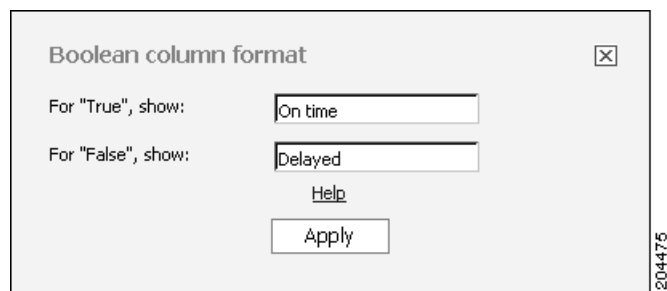 Boolean column format
For "True", show:
On time
For "False", show:
Delayed
Help
Apply
204475